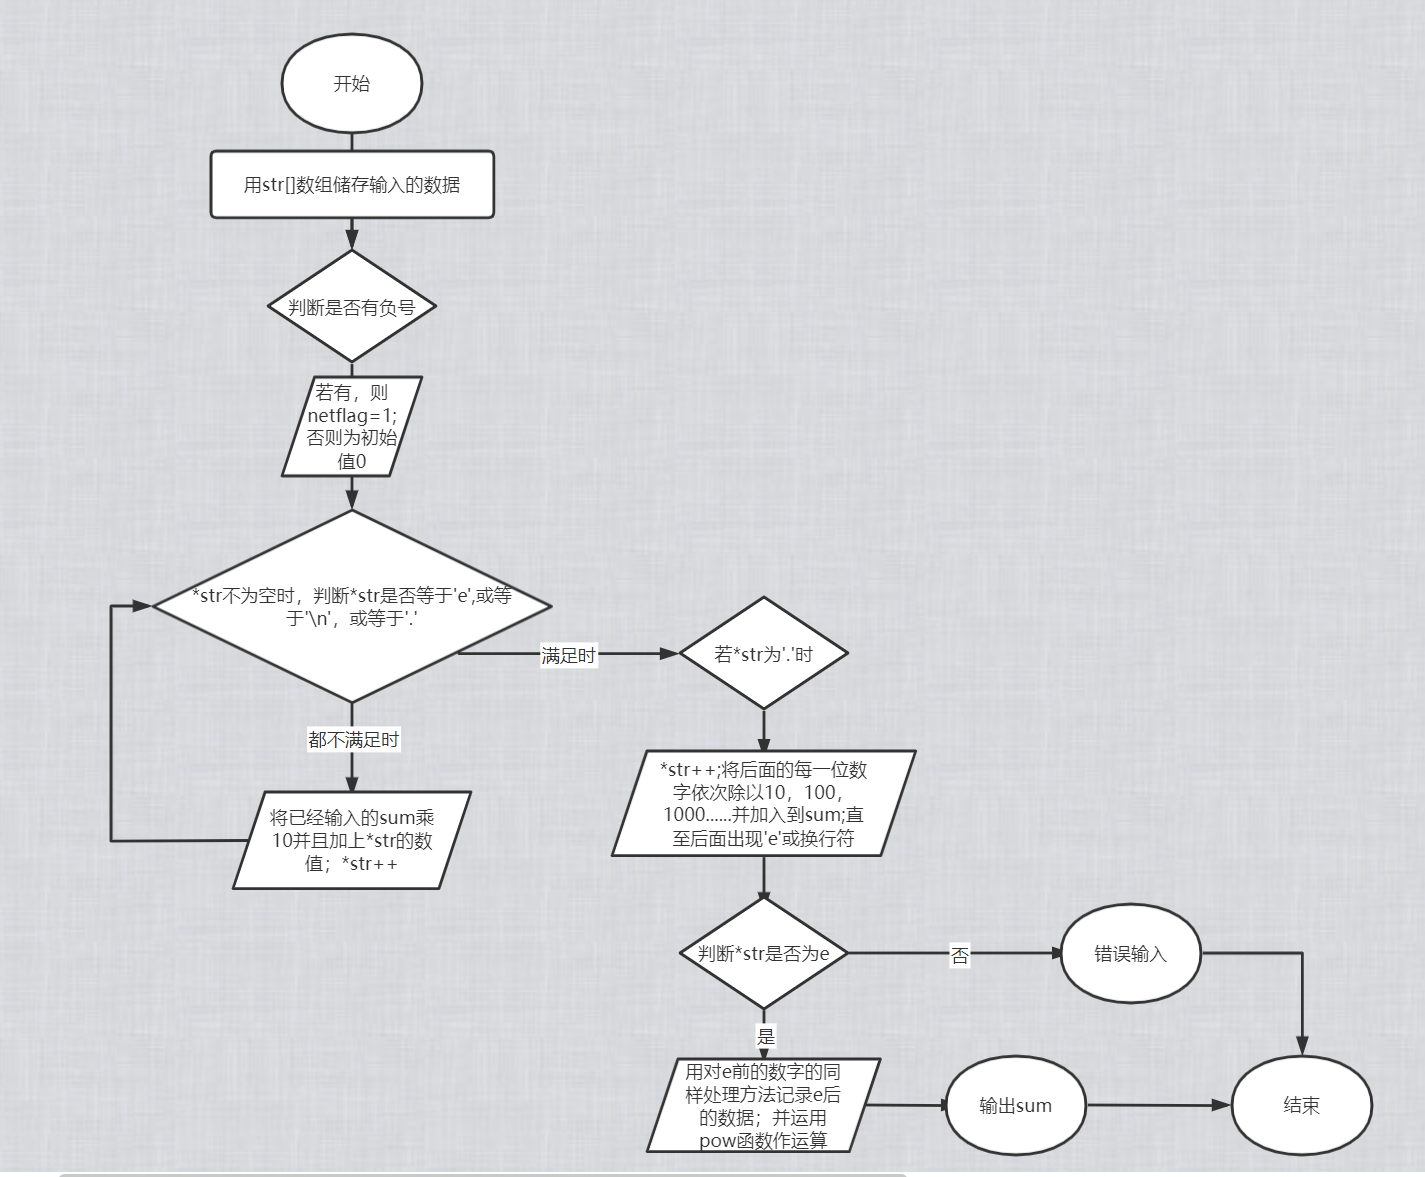 开始
用str[]数组储存输入的数据
判断是否有负号
若有，则
netflag=1;
否则为初始
值0
*str不为空时，判断*str是否等于'e',或等
于'\n'，或等于'.'
满足时
若*str为'.'时
都不满足时
将已经输入的sum乘
10并且加上*str的数
值；*str++
*str++;将后面的每一位数
字依次除以10，100，
1000......并加入到sum;直
至后面出现'e'或换行符
判断*str是否为e
否
错误输入
是
用对e前的数字的同
样处理方法记录e后
的数据；并运用
pow函数作运算
输出sum
结束